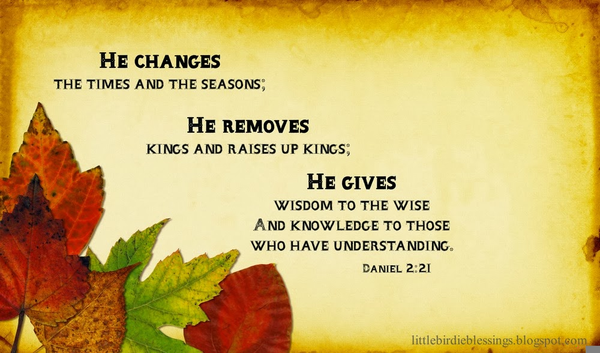 He changes
the times and the seasons;
He removes
kings and raises up kings;
He gives
wisdom to the wise
And knowledge to those
who have understanding.
Daniel 2:21
littlebirdieblessings.blogspot.com